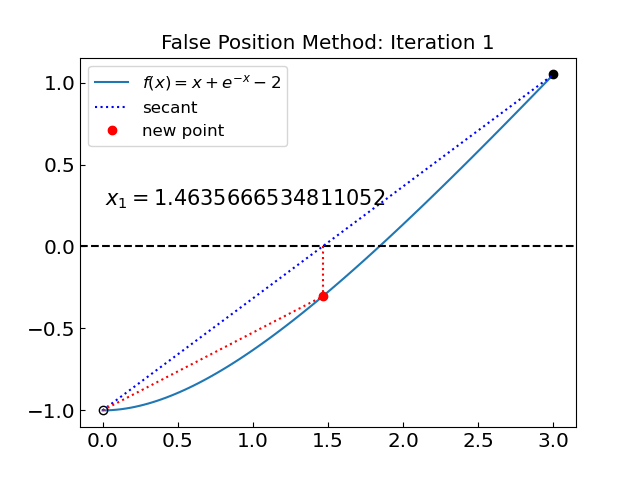 False Position Method: Iteration 1
f(x) = x + e^{-x} − 2
secant
new point
x₁ = 1.4635666534811052
1.0
0.5
0.0
−0.5
−1.0
0.0 0.5 1.0 1.5 2.0 2.5 3.0